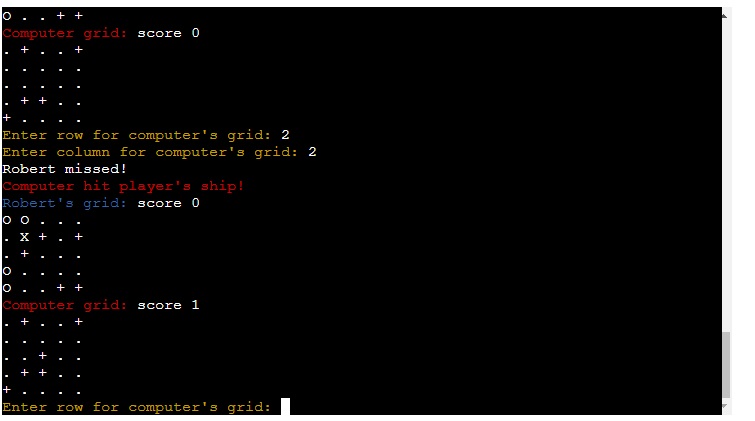 O . . + +
Computer grid: score 0
. + . . +
. . . . .
. . . . .
. + + . .
+ . . . .
Enter row for computer's grid: 2
Enter column for computer's grid: 2
Robert missed!
Computer hit player's ship!
Robert's grid: score 0
O O . . .
. X + . +
. + . . .
O . . . .
O . . + +
Computer grid: score 1
. + . . +
. . . . .
. . + . .
. + + . .
+ . . . .
Enter row for computer's grid: